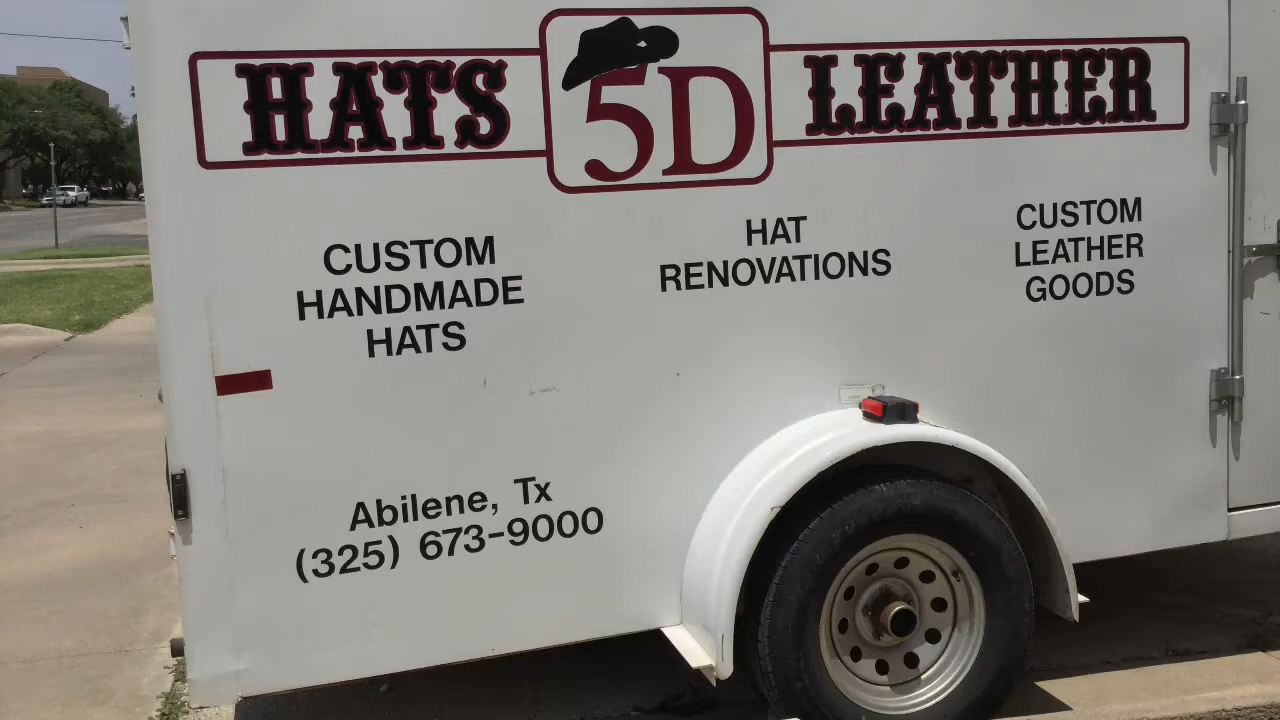 HATS 5D LEATHER
CUSTOM
HANDMADE
HATS
HAT
RENOVATIONS
CUSTOM
LEATHER
GOODS
Abilene, Tx
(325) 673-9000